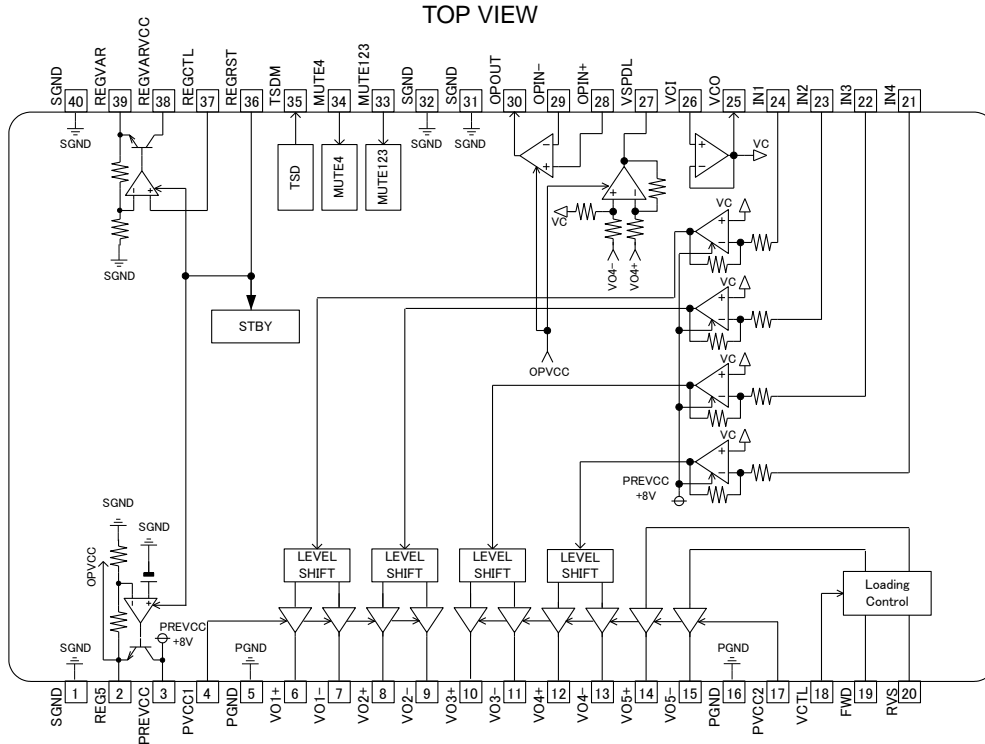 TOP VIEW
SGND
REGVAR
REGVARVCC
REGCTL
REGRST
TSDM
MUTE4
MUTE123
SGND
SGND
OPOUT
OPIN-
OPIN+
VSPDL
VCI
VCO
IN1
IN2
IN3
IN4
40
39
38
37
36
35
34
33
32
31
30
29
28
27
26
25
24
23
22
21
SGND
SGND
SGND
TSD
MUTE4
MUTE123
VC
+
-
-
+
+
-
VC
+
-
SGND
VC
VO4-
VO4+
STBY
VC
+
-
OPVCC
VC
+
-
VC
+
-
PREVCC
+8V
SGND
SGND
OPVCC
LEVEL
SHIFT
LEVEL
SHIFT
LEVEL
SHIFT
LEVEL
SHIFT
Loading
Control
-
+
PREVCC
+8V
SGND
PGND
PGND
1
2
3
4
5
6
7
8
9
10
11
12
13
14
15
16
17
18
19
20
SGND
REG5
PREVCC
PVCC1
PGND
VO1+
VO1-
VO2+
VO2-
VO3+
VO3-
VO4+
VO4-
VO5+
VO5-
PGND
PVCC2
VCTL
FWD
RVS